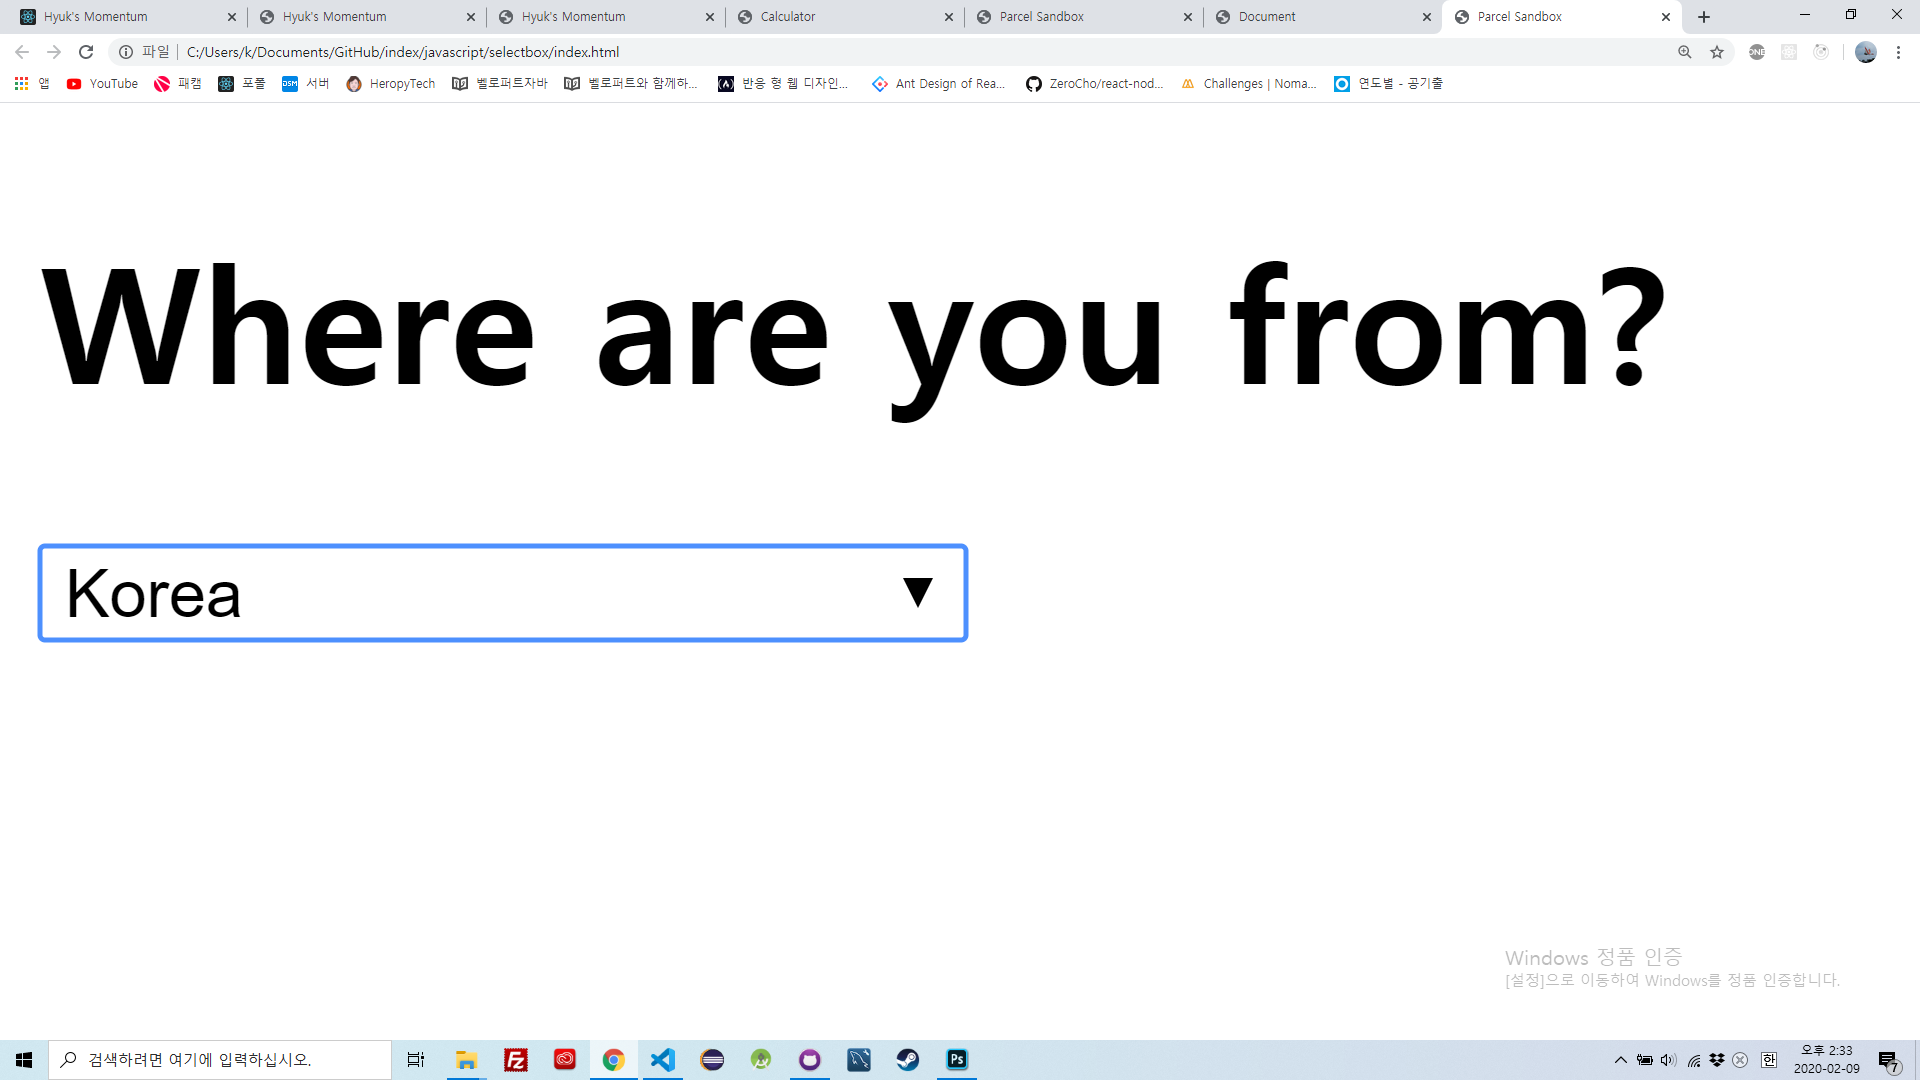 Hyuk's Momentum
Hyuk's Momentum
Hyuk's Momentum
Calculator
Parcel Sandbox
Document
Parcel Sandbox
파일 C:/Users/k/Documents/GitHub/index/javascript/selectbox/index.html
ONE
앱 YouTube 패캠 포폴 DSM 서버 HeropyTech 벨로퍼트자바 벨로퍼트와 함께하... (A) 반응 형 웹 디자인... Ant Design of Rea... ZeroCho/react-nod... Challenges | Noma... 연도별 - 공기출
Where are you from?
Korea
Windows 정품 인증
[설정]으로 이동하여 Windows를 정품 인증합니다.
검색하려면 여기에 입력하십시오.
Fz
Ps
한
오후 2:33
2020-02-09
7